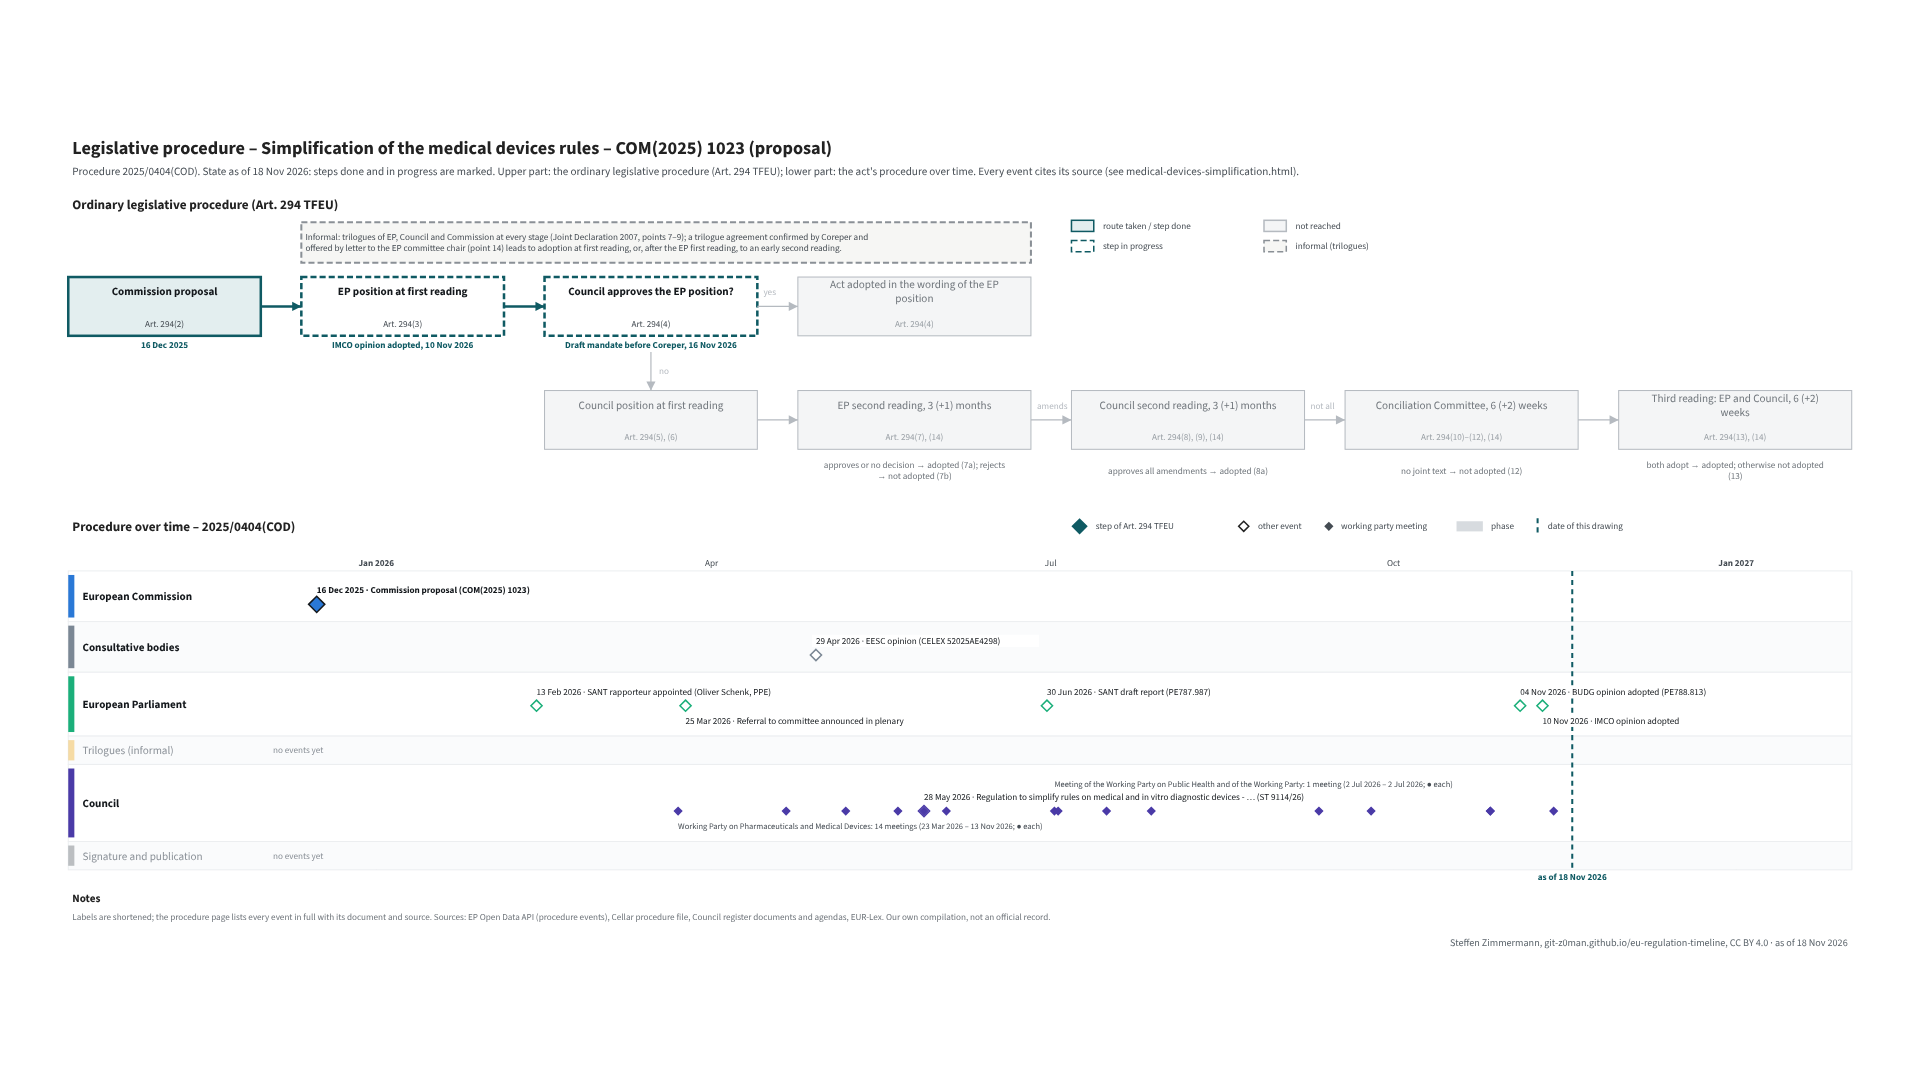 Legislative procedure – Simplification of the medical devices rules – COM(2025) 1023 (proposal)
Procedure 2025/0404(COD). State as of 18 Nov 2026: steps done and in progress are marked. Upper part: the ordinary legislative procedure (Art. 294 TFEU); lower part: the act's procedure over time. Every event cites its source (see medical-devices-simplification.html).
Ordinary legislative procedure (Art. 294 TFEU)
Informal: trilogues of EP, Council and Commission at every stage (Joint Declaration 2007, points 7–9); a trilogue agreement confirmed by Coreper and
offered by letter to the EP committee chair (point 14) leads to adoption at first reading, or, after the EP first reading, to an early second reading.
route taken / step done
not reached
step in progress
informal (trilogues)
Commission proposal
Art. 294(2)
16 Dec 2025
EP position at first reading
Art. 294(3)
IMCO opinion adopted, 10 Nov 2026
Council approves the EP position?
Art. 294(4)
Draft mandate before Coreper, 16 Nov 2026
yes
Act adopted in the wording of the EP
position
Art. 294(4)
no
Council position at first reading
Art. 294(5), (6)
EP second reading, 3 (+1) months
Art. 294(7), (14)
approves or no decision → adopted (7a); rejects
→ not adopted (7b)
amends
Council second reading, 3 (+1) months
Art. 294(8), (9), (14)
approves all amendments → adopted (8a)
not all
Conciliation Committee, 6 (+2) weeks
Art. 294(10)–(12), (14)
no joint text → not adopted (12)
Third reading: EP and Council, 6 (+2)
weeks
Art. 294(13), (14)
both adopt → adopted; otherwise not adopted
(13)
Procedure over time – 2025/0404(COD)
step of Art. 294 TFEU
other event
working party meeting
phase
date of this drawing
Jan 2026
Apr
Jul
Oct
Jan 2027
European Commission
16 Dec 2025 · Commission proposal (COM(2025) 1023)
Consultative bodies
29 Apr 2026 · EESC opinion (CELEX 52025AE4298)
European Parliament
13 Feb 2026 · SANT rapporteur appointed (Oliver Schenk, PPE)
25 Mar 2026 · Referral to committee announced in plenary
30 Jun 2026 · SANT draft report (PE787.987)
04 Nov 2026 · BUDG opinion adopted (PE788.813)
10 Nov 2026 · IMCO opinion adopted
Trilogues (informal)
no events yet
Council
Meeting of the Working Party on Public Health and of the Working Party: 1 meeting (2 Jul 2026 – 2 Jul 2026; ● each)
28 May 2026 · Regulation to simplify rules on medical and in vitro diagnostic devices - … (ST 9114/26)
Working Party on Pharmaceuticals and Medical Devices: 14 meetings (23 Mar 2026 – 13 Nov 2026; ● each)
Signature and publication
no events yet
as of 18 Nov 2026
Notes
Labels are shortened; the procedure page lists every event in full with its document and source. Sources: EP Open Data API (procedure events), Cellar procedure file, Council register documents and agendas, EUR-Lex. Our own compilation, not an official record.
Steffen Zimmermann, git-z0man.github.io/eu-regulation-timeline, CC BY 4.0 · as of 18 Nov 2026